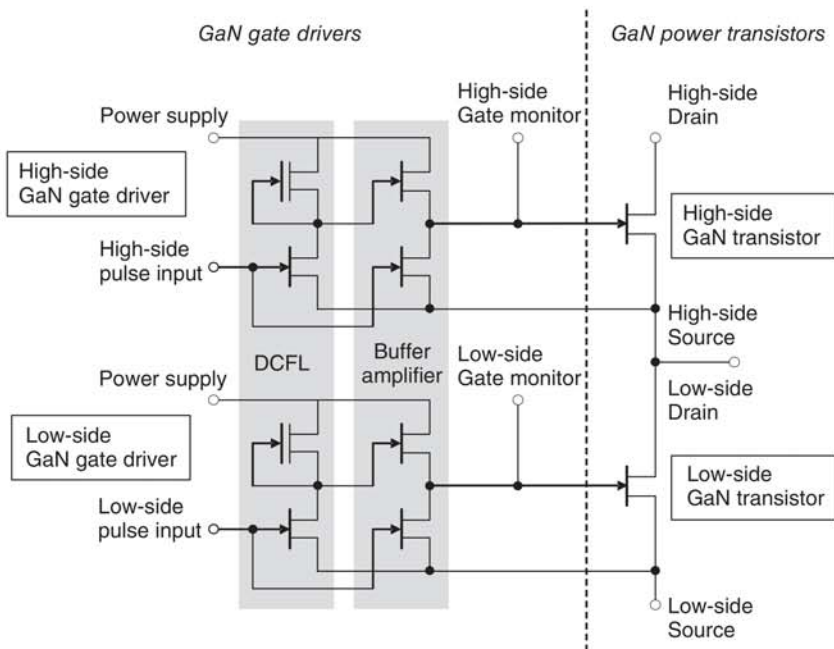 GaN gate drivers
GaN power transistors
Power supply
High-side
Gate monitor
High-side
Drain
High-side
GaN gate driver
High-side
GaN transistor
High-side
pulse input
High-side
Source
DCFL
Buffer
amplifier
Low-side
Gate monitor
Power supply
Low-side
Drain
Low-side
GaN gate driver
Low-side
GaN transistor
Low-side
pulse input
Low-side
Source